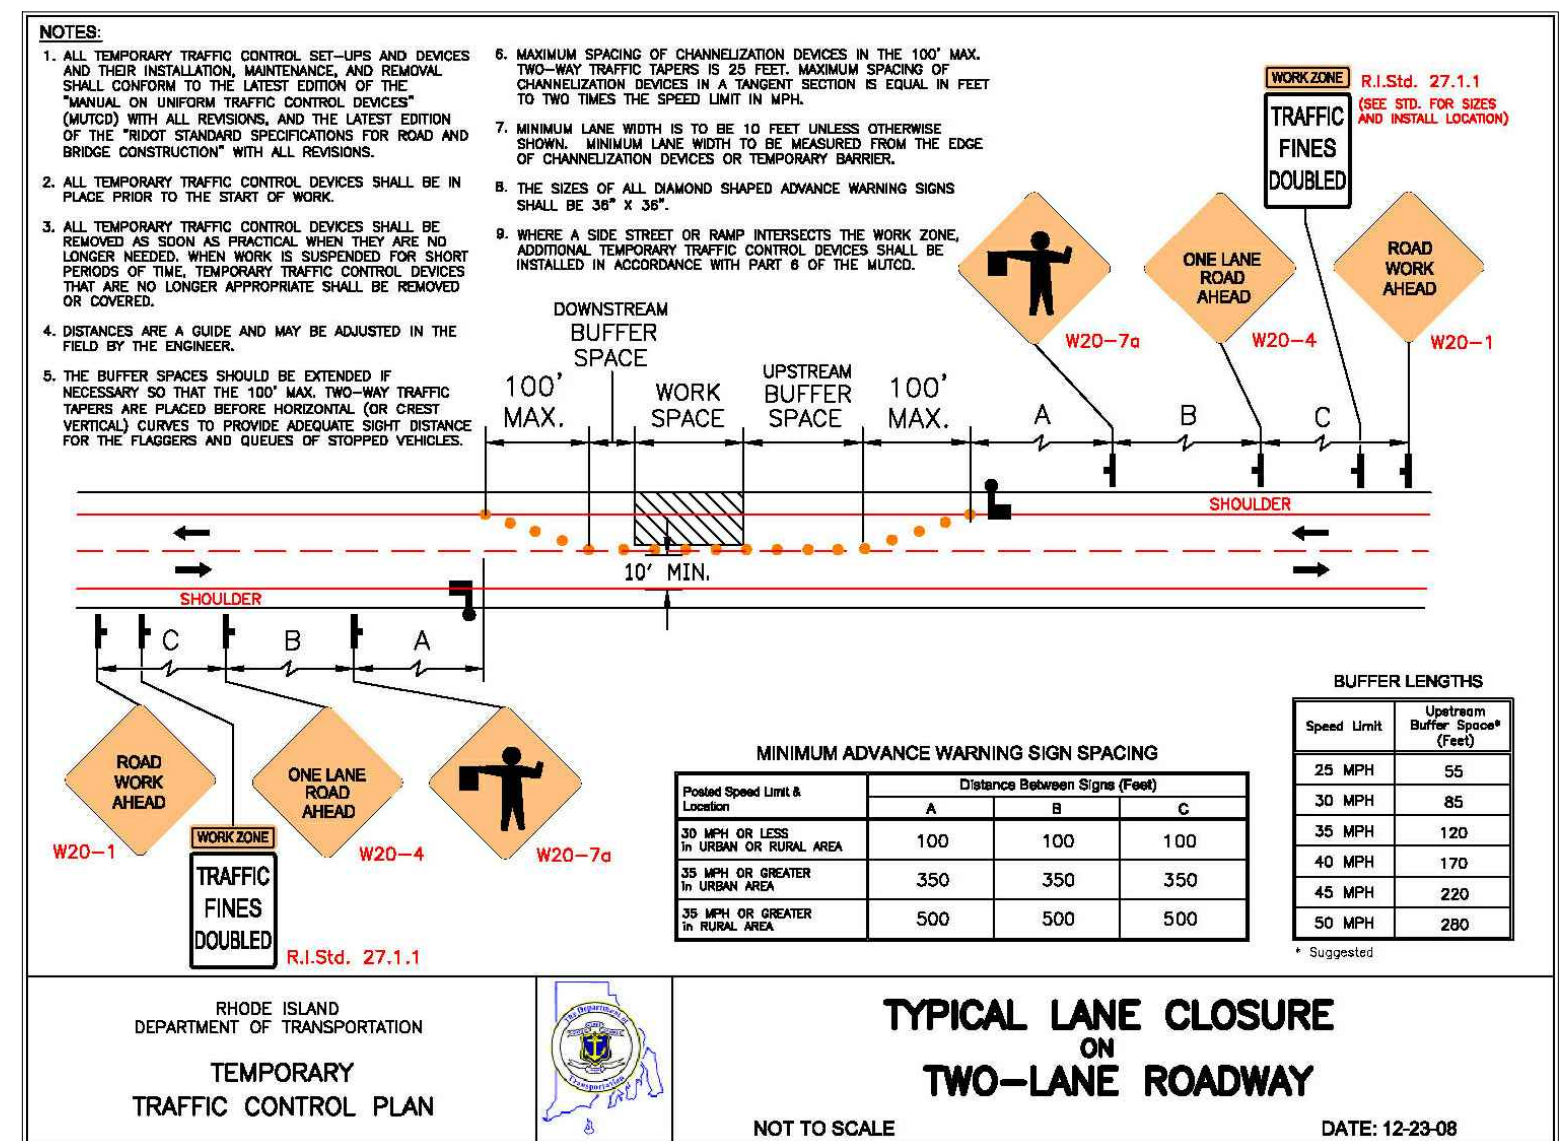 NOTES:
1. ALL TEMPORARY TRAFFIC CONTROL SET-UPS AND DEVICES
AND THEIR INSTALLATION, MAINTENANCE, AND REMOVAL
SHALL CONFORM TO THE LATEST EDITION OF THE
"MANUAL ON UNIFORM TRAFFIC CONTROL DEVICES"
(MUTCD) WITH ALL REVISIONS, AND THE LATEST EDITION
OF THE "RIDOT STANDARD SPECIFICATIONS FOR ROAD AND
BRIDGE CONSTRUCTION" WITH ALL REVISIONS.
2. ALL TEMPORARY TRAFFIC CONTROL DEVICES SHALL BE IN
PLACE PRIOR TO THE START OF WORK.
3. ALL TEMPORARY TRAFFIC CONTROL DEVICES SHALL BE
REMOVED AS SOON AS PRACTICAL WHEN THEY ARE NO
LONGER NEEDED. WHEN WORK IS SUSPENDED FOR SHORT
PERIODS OF TIME, TEMPORARY TRAFFIC CONTROL DEVICES
THAT ARE NO LONGER APPROPRIATE SHALL BE REMOVED
OR COVERED.
4. DISTANCES ARE A GUIDE AND MAY BE ADJUSTED IN THE
FIELD BY THE ENGINEER.
5. THE BUFFER SPACES SHOULD BE EXTENDED IF
NECESSARY SO THAT THE 100' MAX. TWO-WAY TRAFFIC
TAPERS ARE PLACED BEFORE HORIZONTAL (OR CREST
VERTICAL) CURVES TO PROVIDE ADEQUATE SIGHT DISTANCE
FOR THE FLAGGERS AND QUEUES OF STOPPED VEHICLES.
6. MAXIMUM SPACING OF CHANNELIZATION DEVICES IN THE 100' MAX.
TWO-WAY TRAFFIC TAPERS IS 25 FEET. MAXIMUM SPACING OF
CHANNELIZATION DEVICES IN A TANGENT SECTION IS EQUAL IN FEET
TO TWO TIMES THE SPEED LIMIT IN MPH.
7. MINIMUM LANE WIDTH IS TO BE 10 FEET UNLESS OTHERWISE
SHOWN. MINIMUM LANE WIDTH TO BE MEASURED FROM THE EDGE
OF CHANNELIZATION DEVICES OR TEMPORARY BARRIER.
8. THE SIZES OF ALL DIAMOND SHAPED ADVANCE WARNING SIGNS
SHALL BE 36" X 36".
9. WHERE A SIDE STREET OR RAMP INTERSECTS THE WORK ZONE,
ADDITIONAL TEMPORARY TRAFFIC CONTROL DEVICES SHALL BE
INSTALLED IN ACCORDANCE WITH PART 6 OF THE MUTCD.
WORK ZONE
TRAFFIC
FINES
DOUBLED
R.I.Std. 27.1.1
(SEE STD. FOR SIZES
AND INSTALL LOCATION)
ONE LANE
ROAD
AHEAD
ROAD
WORK
AHEAD
W20-7a
W20-4
W20-1
100'
MAX.
DOWNSTREAM
BUFFER
SPACE
WORK
SPACE
UPSTREAM
BUFFER
SPACE
100'
MAX.
A
B
C
SHOULDER
10' MIN.
SHOULDER
C
B
A
ROAD
WORK
AHEAD
W20-1
WORK ZONE
TRAFFIC
FINES
DOUBLED
R.I.Std. 27.1.1
ONE LANE
ROAD
AHEAD
W20-4
W20-7a
MINIMUM ADVANCE WARNING SIGN SPACING
Posted Speed Limit &
Location
Distance Between Signs (Feet)
A B C
30 MPH OR LESS
in URBAN OR RURAL AREA
100 100 100
35 MPH OR GREATER
in URBAN AREA
350 350 350
35 MPH OR GREATER
in RURAL AREA
500 500 500
BUFFER LENGTHS
Speed Limit
Upstream
Buffer Space*
(Feet)
25 MPH 55
30 MPH 85
35 MPH 120
40 MPH 170
45 MPH 220
50 MPH 280
* Suggested
RHODE ISLAND
DEPARTMENT OF TRANSPORTATION
TEMPORARY
TRAFFIC CONTROL PLAN
The Department of
Transportation
TYPICAL LANE CLOSURE
ON
TWO-LANE ROADWAY
NOT TO SCALE
DATE: 12-23-08